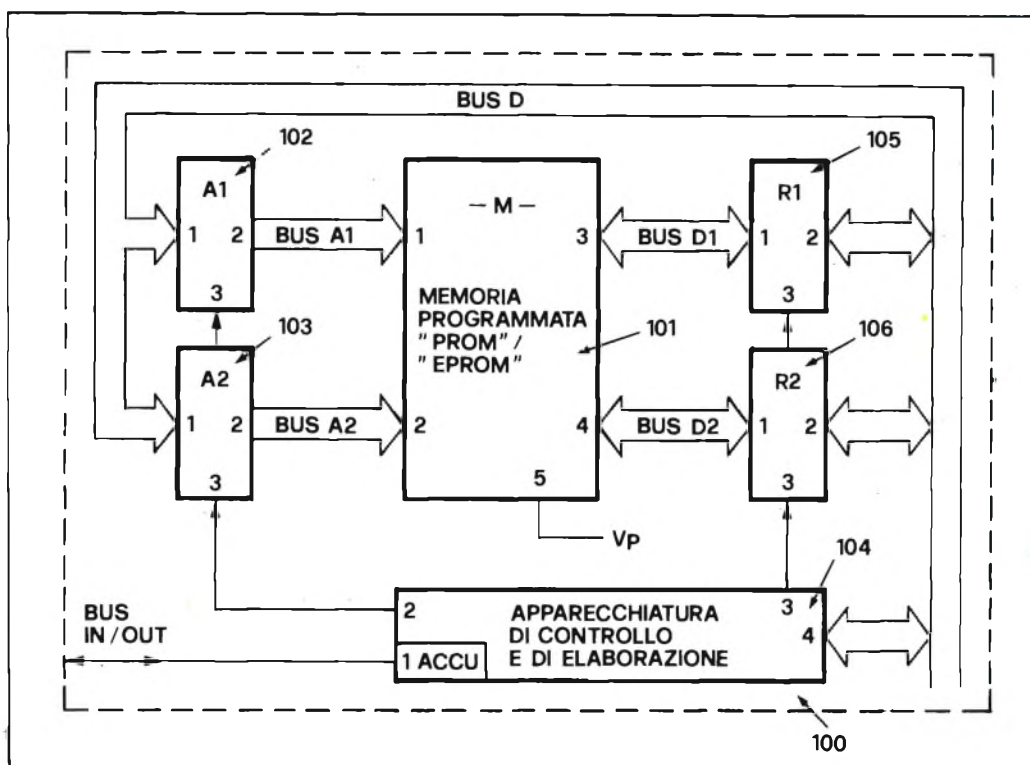 BUS D
102
105
A1
R1
— M —
1 2
BUS A1
1
3
BUS D1
1 2
3
3
103
MEMORIA
PROGRAMMATA
"PROM" /
"EPROM"
101
106
A2
R2
1 2
BUS A2
2
4
BUS D2
1 2
3
5
3
VP
104
2
3
BUS
IN/OUT
APPARECCHIATURA
DI CONTROLLO
E DI ELABORAZIONE
4
1 ACCU
100